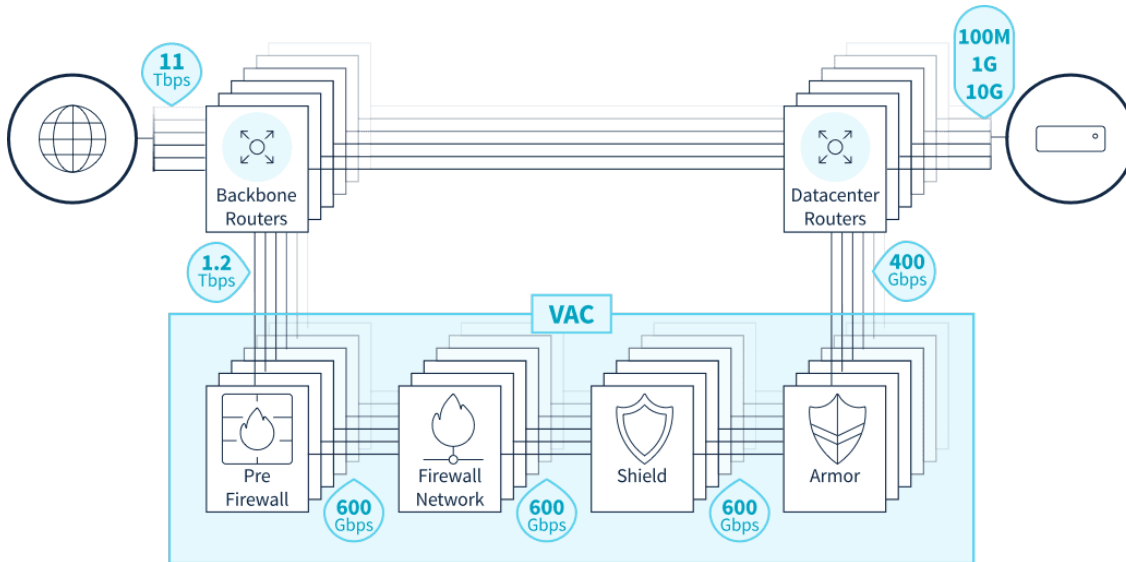 11
Tbps
100M
1G
10G
Backbone
Routers
Datacenter
Routers
1.2
Tbps
400
Gbps
VAC
Pre
Firewall
Firewall
Network
Shield
Armor
600
Gbps
600
Gbps
600
Gbps